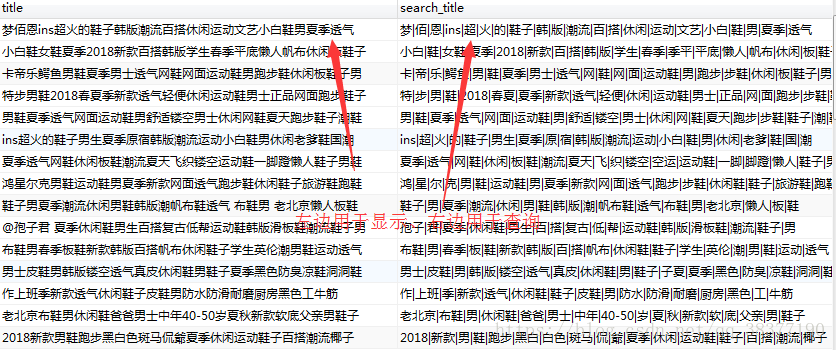 title search_title
梦佰恩ins超火的鞋子韩版潮流百搭休闲运动文艺小白鞋男夏季透气 梦|佰|恩|ins|超|火|的|鞋子|韩|版|潮流|百|搭|休闲|运动|文艺|小白|鞋|男|夏季|透气
小白鞋女鞋夏季2018新款百搭韩版学生春季平底懒人帆布休闲板鞋子 小白|鞋|女鞋|夏季|2018|新款|百|搭|韩|版|学生|春季|季平|平底|懒人|帆布|休闲|板|鞋子
卡帝乐鳄鱼男鞋夏季男士透气网鞋网面运动鞋男跑步鞋休闲板鞋子男 卡|帝|乐|鳄鱼|男|鞋|夏季|男士|透气|网|鞋|网面|运动|鞋|男|跑步|步鞋|休闲|板|鞋子|男
特步男鞋2018春夏季新款透气轻便休闲运动鞋男士正品网面跑步鞋子 特|步|男|鞋|2018|春|夏季|新款|透气|轻便|休闲|运动|鞋|男士|正品|网|面|跑步|鞋子
男鞋夏季透气网面运动鞋男舒适镂空男士休闲网鞋夏天跑步鞋子潮鞋 男|鞋|夏季|透气|网|面|运动|鞋|男|舒适|镂空|男士|休闲|网|鞋|夏天|跑步|步鞋|鞋子|潮|鞋
ins超火的鞋子男生夏季原宿韩版潮流运动小白鞋男休闲老爹鞋国潮 ins|超|火|的|鞋子|男生|夏季|原|宿|韩|版|潮流|运动|小白|鞋|男|休闲|老爹|鞋|国|潮
夏季透气网鞋休闲板鞋潮流夏天飞织镂空运动鞋一脚蹬懒人鞋子男鞋 夏季|透气|网|鞋|休闲|板|鞋|潮流|夏天|飞|织|镂空|空运|运动|鞋|一脚|脚蹬|懒人|鞋子|男|鞋
鸿星尔克男鞋运动鞋男夏季新款网面透气跑步鞋休闲鞋子旅游鞋跑鞋 鸿|星|尔|克|男|鞋|运动|鞋|男|夏季|新款|网|面|透气|跑步|步鞋|休闲鞋|鞋子|旅游鞋|跑鞋
鞋子男夏季潮流休闲男鞋韩版潮帆布鞋透气 布鞋男 老北京懒人板鞋 鞋子|男|夏季|潮流|休闲|男|鞋|韩|版|潮|帆布|布鞋|透气|布鞋|男|老|北京|懒人|板|鞋
@孢子君 夏季休闲鞋男生百搭复古低帮运动鞋韩版滑板鞋潮流鞋子男 孢子|君|夏季|休闲鞋|男生|百|搭|复古|低|帮|运动|鞋|韩|版|滑板|鞋|潮流|鞋子|男
布鞋男春季板鞋新款韩版百搭帆布休闲鞋子学生英伦潮男鞋运动透气 布鞋|男|春季|板|鞋|新款|韩|版|百|搭|帆布|休闲鞋|鞋子|学生|英伦|潮|男|鞋|运动|透气
男士皮鞋男韩版镂空透气真皮休闲鞋男鞋子夏季黑色防臭凉鞋洞洞鞋 男士|皮鞋|男|韩|版|镂空|透气|真皮|休闲鞋|男|鞋子|子夏|夏季|黑色|防臭|凉鞋|洞洞|鞋
作上班季新款透气休闲鞋子皮鞋男防水防滑耐磨厨房黑色工牛筋 作|上班|季|新款|透气|休闲鞋|鞋子|皮鞋|男|防水|防滑|耐磨|厨房|黑色|工|牛筋
老北京布鞋男休闲鞋爸爸男士中年40-50岁夏秋新款软底父亲男鞋子 老|北京|布鞋|男|休闲鞋|爸爸|男士|中年|40-50|岁|夏|秋|新款|软|底|父亲|男|鞋子
2018新款男鞋跑步黑白色斑马侃爺夏季休闲运动鞋子百搭潮流椰子 2018|新款|男|鞋|跑步|黑白|白色|斑马|侃|爺|夏季|休闲|运动|鞋子|百|搭|潮流|椰子
左边用于显示，右边用于查询
https://blog.csdn.net/qq_38377190